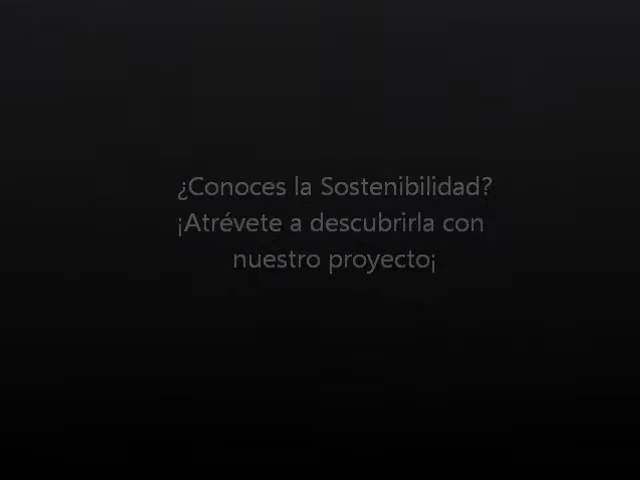 ¿Conoces la Sostenibilidad?
¡Atrévete a descubrirla con
nuestro proyecto¡